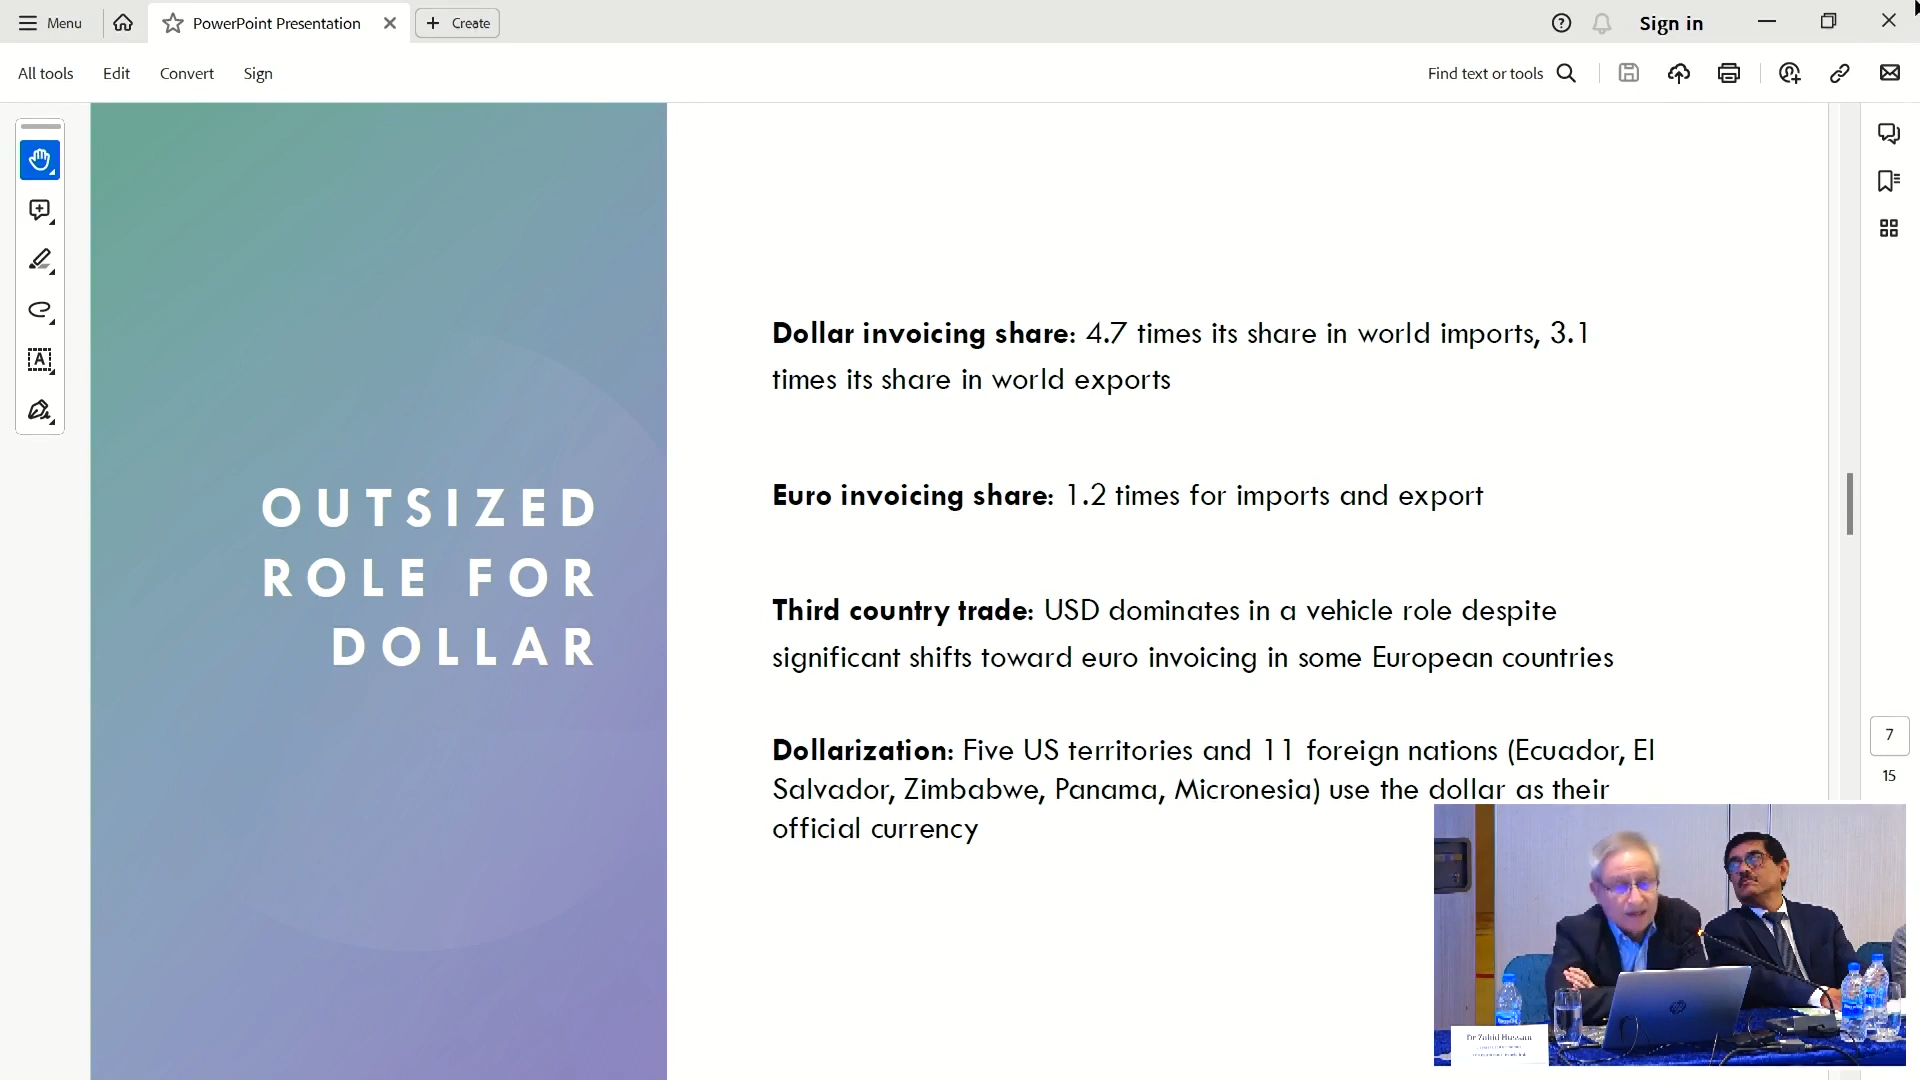 Menu
PowerPoint Presentation
Create
Sign in
All tools
Edit
Convert
Sign
Find text or tools
OUTSIZED
ROLE FOR
DOLLAR
Dollar invoicing share: 4.7 times its share in world imports, 3.1
times its share in world exports
Euro invoicing share: 1.2 times for imports and export
Third country trade: USD dominates in a vehicle role despite
significant shifts toward euro invoicing in some European countries
Dollarization: Five US territories and 11 foreign nations (Ecuador, El
Salvador, Zimbabwe, Panama, Micronesia) use the dollar as their
official currency
7
15
Dr Zahid Hussain